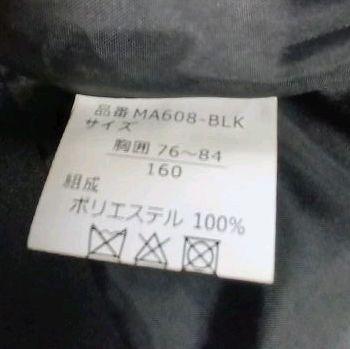 品番 MA608-BLK
サイズ
胸囲 76～84
160
組成
ポリエステル 100%